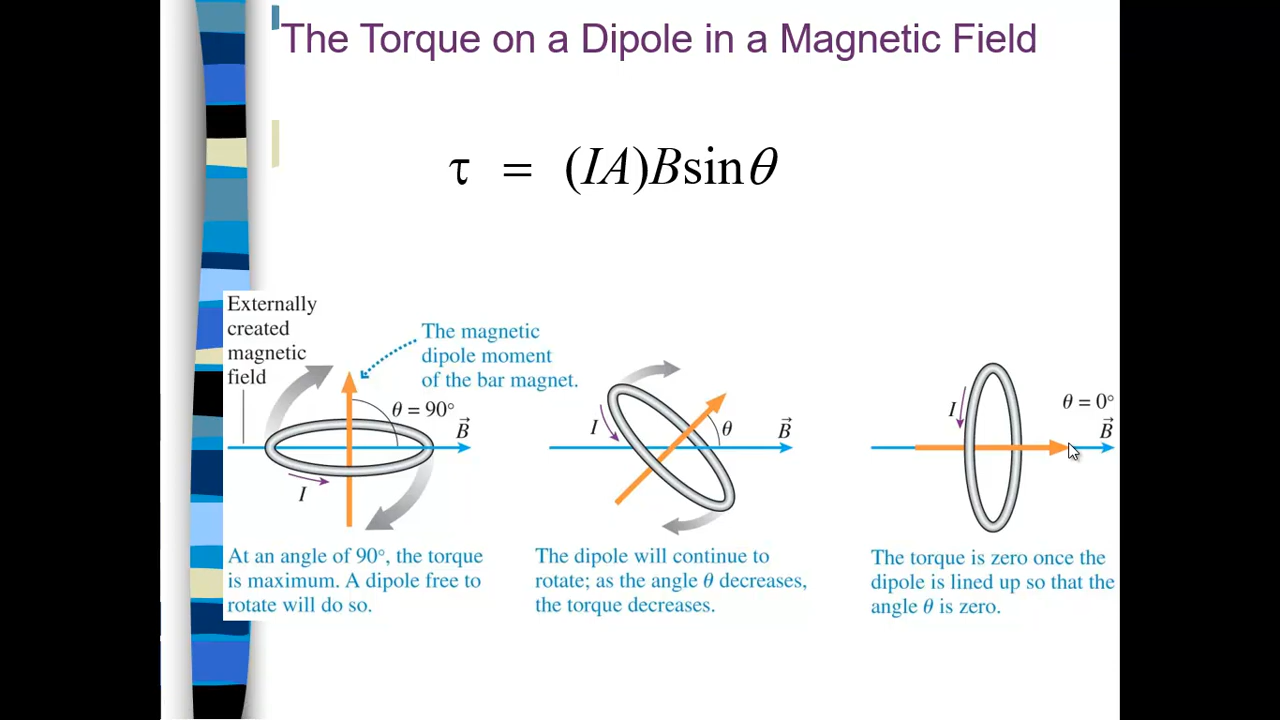 The Torque on a Dipole in a Magnetic Field
τ = (IA)Bsinθ
Externally
created
magnetic
field
The magnetic
dipole moment
of the bar magnet.
θ = 90°
B⃗
I
At an angle of 90°, the torque
is maximum. A dipole free to
rotate will do so.
I
θ
B⃗
The dipole will continue to
rotate; as the angle θ decreases,
the torque decreases.
I
θ = 0°
B⃗
The torque is zero once the
dipole is lined up so that the
angle θ is zero.